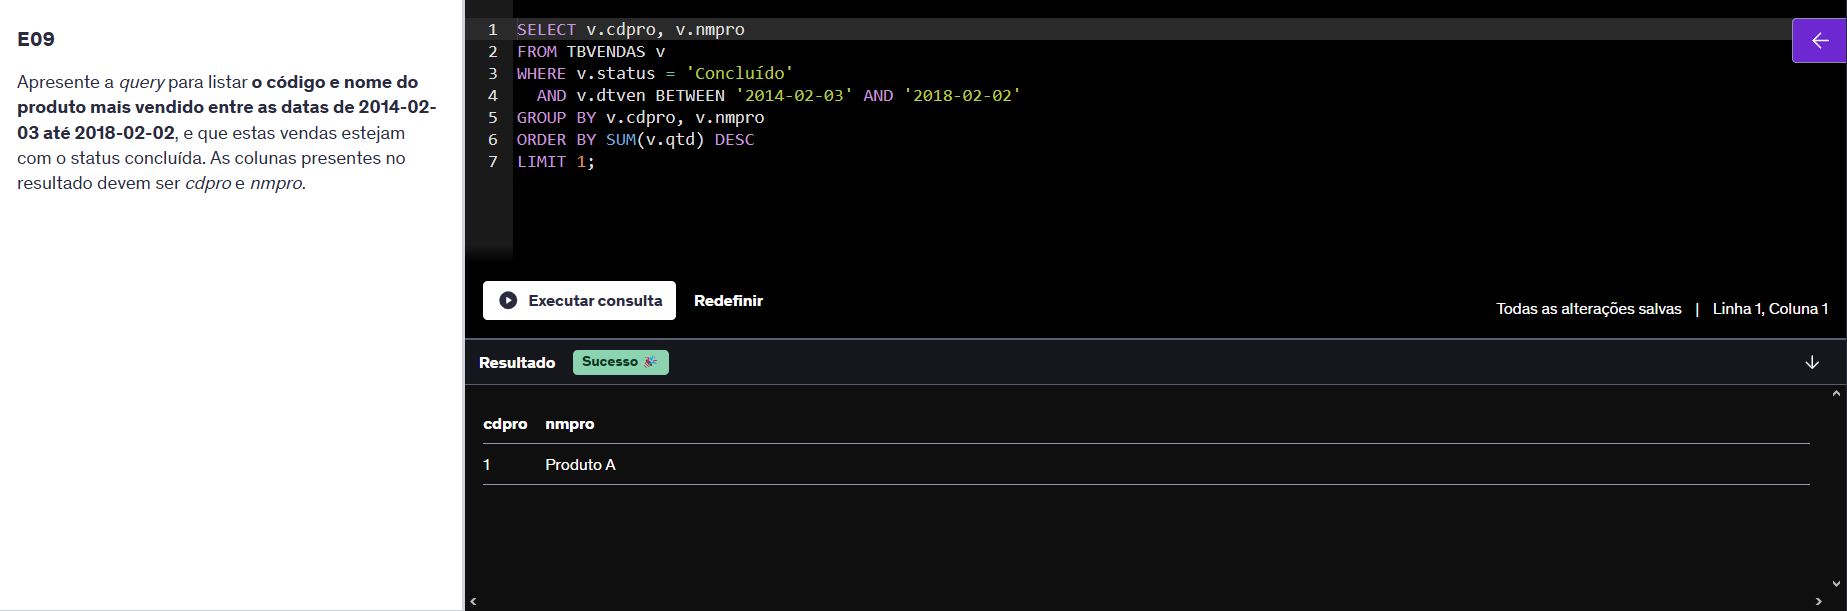 E09
Apresente a query para listar o código e nome do
produto mais vendido entre as datas de 2014-02-
03 até 2018-02-02, e que estas vendas estejam
com o status concluída. As colunas presentes no
resultado devem ser cdpro e nmpro.
1 SELECT v.cdpro, v.nmpro
2 FROM TBVENDAS v
3 WHERE v.status = 'Concluído'
4 AND v.dtven BETWEEN '2014-02-03' AND '2018-02-02'
5 GROUP BY v.cdpro, v.nmpro
6 ORDER BY SUM(v.qtd) DESC
7 LIMIT 1;
Executar consulta Redefinir
Todas as alterações salvas | Linha 1, Coluna 1
Resultado Sucesso 🎉
cdpro nmpro
1 Produto A